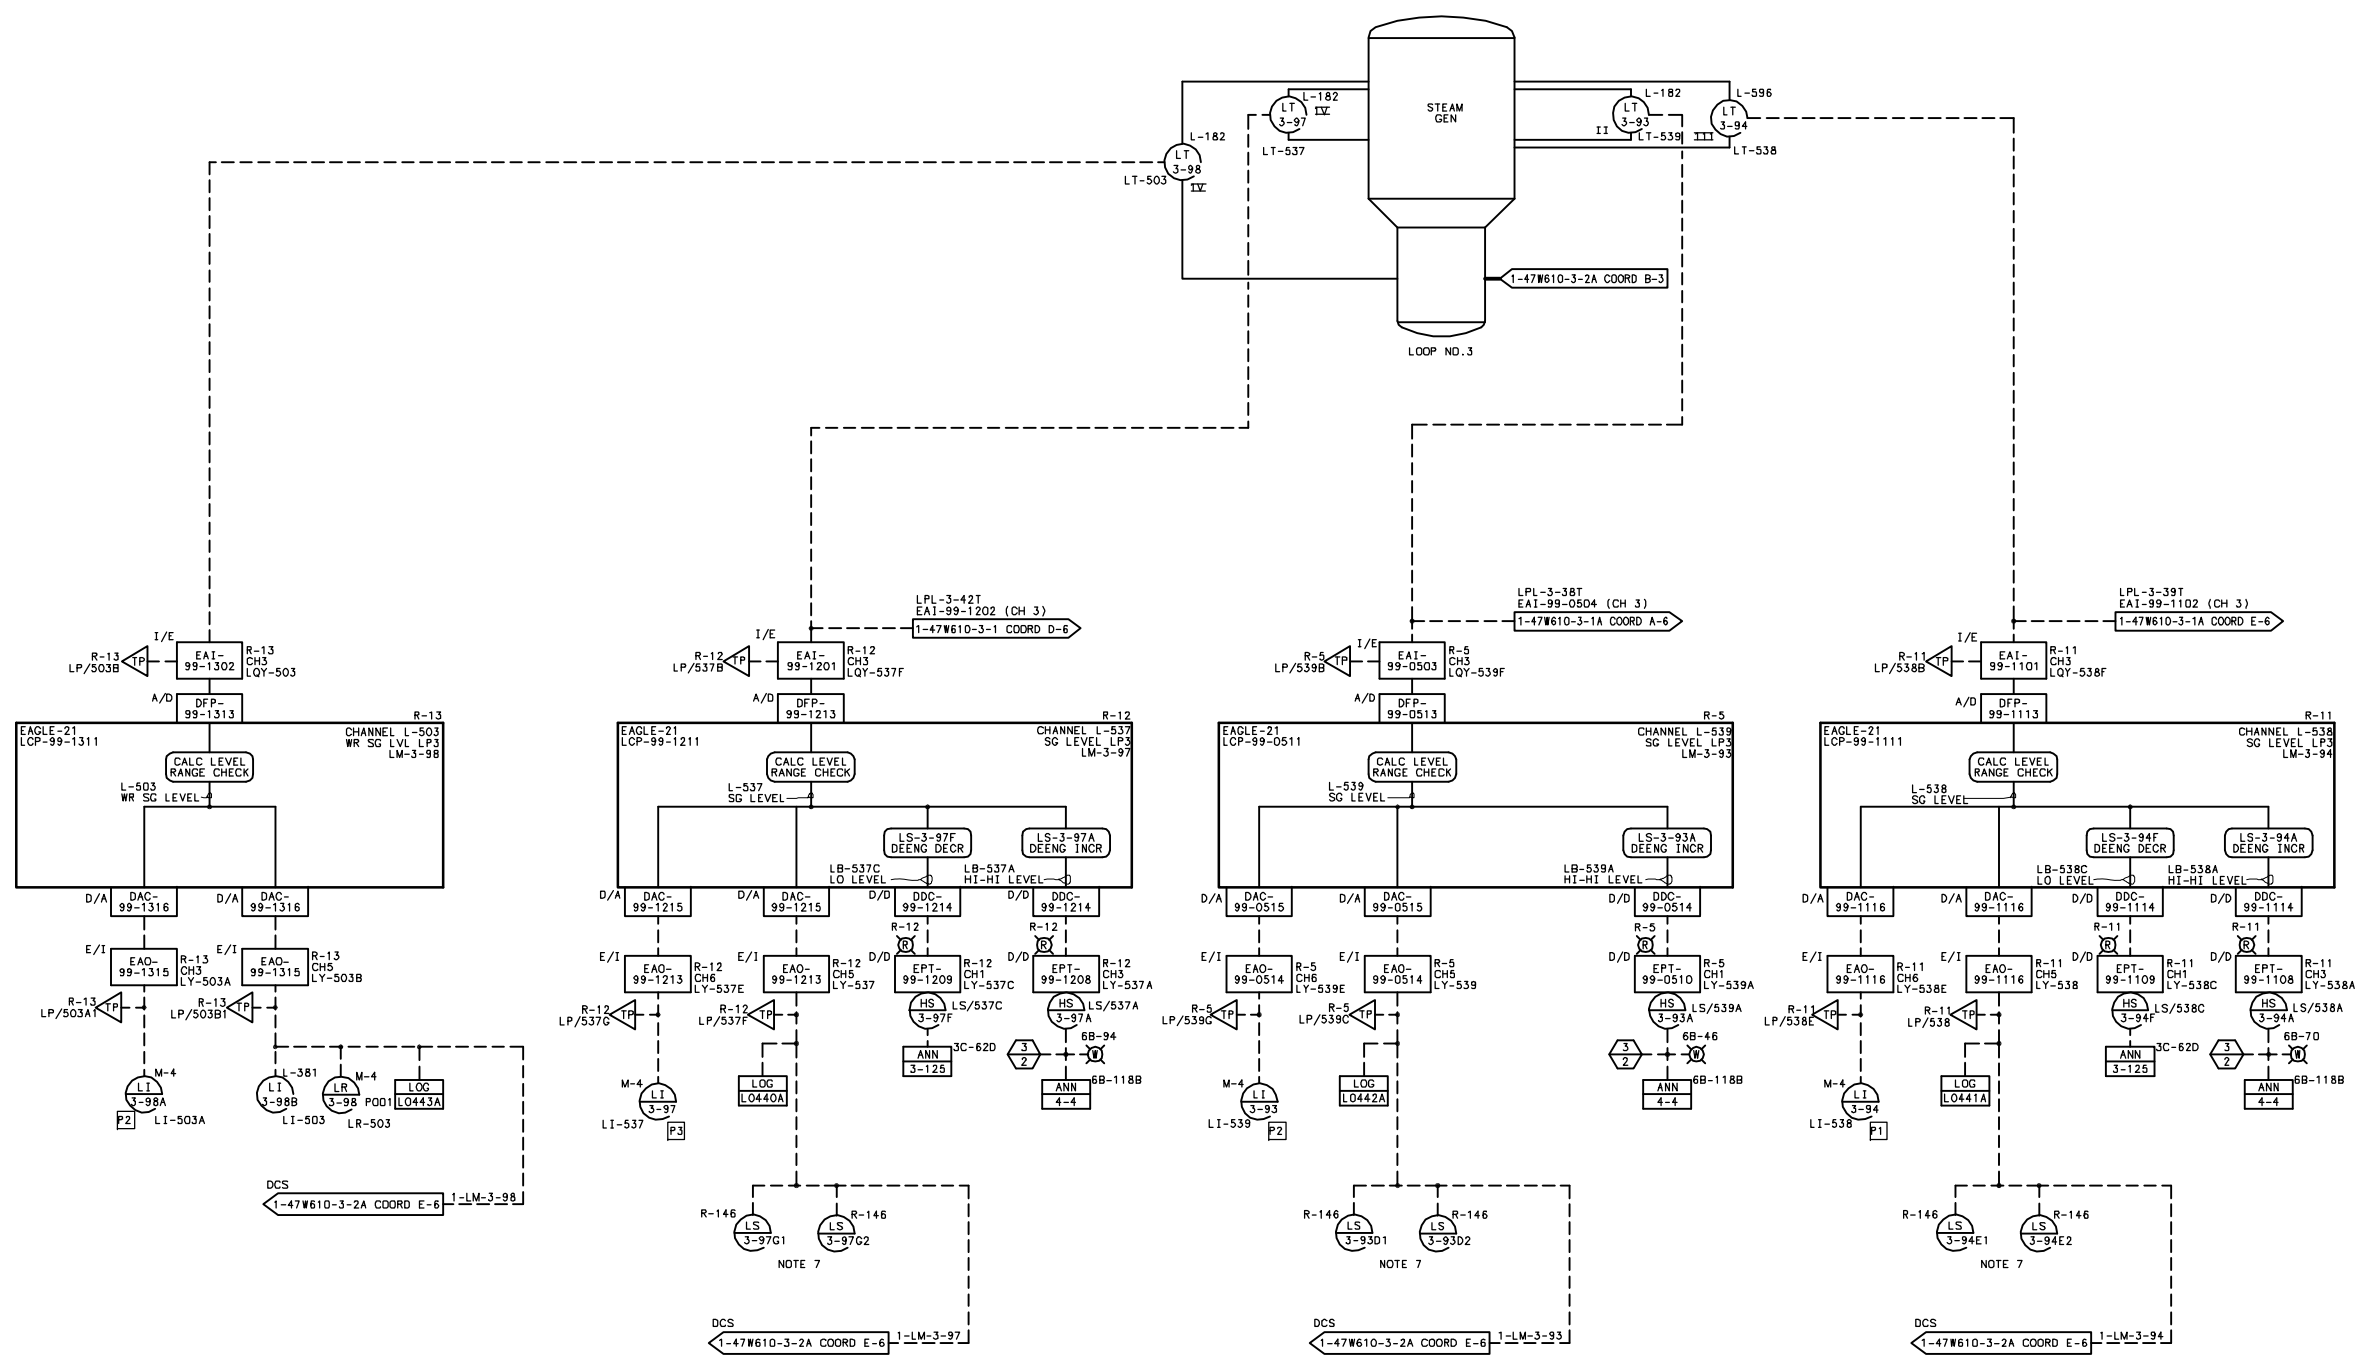 STEAM
GEN
L-182
LT
3-98
LT-503
IV
L-182
LT
3-97
IV
LT-537
L-182
LT
3-93
II
LT-539
L-596
LT
3-94
III
LT-538
1-47W610-3-2A COORD B-3
LOOP NO.3
I/E
R-13
LP/503B
TP
EAI-
99-1302
R-13
CH3
LQY-503
A/D
DFP-
99-1313
R-13
EAGLE-21
LCP-99-1311
CHANNEL L-503
WR SG LVL LP3
LM-3-98
CALC LEVEL
RANGE CHECK
L-503
WR SG LEVEL
D/A
DAC-
99-1316
D/A
DAC-
99-1316
E/I
EAO-
99-1315
R-13
CH3
LY-503A
E/I
EAO-
99-1315
R-13
CH5
LY-503B
R-13
LP/503A1
TP
R-13
LP/503B1
TP
M-4
LI
3-98A
P2
LI-503A
L-381
LI
3-98B
LI-503
M-4
LR
3-98
LR-503
P001
LOG
L0443A
DCS
1-47W610-3-2A COORD E-6
1-LM-3-98
LPL-3-42T
EAI-99-1202 (CH 3)
1-47W610-3-1 COORD D-6
I/E
R-12
LP/537B
TP
EAI-
99-1201
R-12
CH3
LQY-537F
A/D
DFP-
99-1213
R-12
EAGLE-21
LCP-99-1211
CHANNEL L-537
SG LEVEL LP3
LM-3-97
CALC LEVEL
RANGE CHECK
L-537
SG LEVEL
LS-3-97F
DEENG DECR
LS-3-97A
DEENG INCR
LB-537C
LO LEVEL
LB-537A
HI-HI LEVEL
D/A
DAC-
99-1215
D/A
DAC-
99-1215
D/D
DDC-
99-1214
D/D
DDC-
99-1214
R-12
R
R-12
R
E/I
EAO-
99-1213
R-12
CH6
LY-537E
E/I
EAO-
99-1213
R-12
CH5
LY-537
D/D
EPT-
99-1209
R-12
CH1
LY-537C
D/D
EPT-
99-1208
R-12
CH3
LY-537A
R-12
LP/537G
TP
R-12
LP/537F
TP
HS
3-97F
LS/537C
HS
3-97A
LS/537A
ANN
3-125
3C-62D
3
2
6B-94
W
ANN
4-4
6B-118B
M-4
LI
3-97
LI-537
P3
LOG
L0440A
R-146
LS
3-97G1
R-146
LS
3-97G2
NOTE 7
DCS
1-47W610-3-2A COORD E-6
1-LM-3-97
LPL-3-38T
EAI-99-0504 (CH 3)
1-47W610-3-1A COORD A-6
I/E
R-5
LP/539B
TP
EAI-
99-0503
R-5
CH3
LQY-539F
A/D
DFP-
99-0513
R-5
EAGLE-21
LCP-99-0511
CHANNEL L-539
SG LEVEL LP3
LM-3-93
CALC LEVEL
RANGE CHECK
L-539
SG LEVEL
LS-3-93A
DEENG INCR
LB-539A
HI-HI LEVEL
D/A
DAC-
99-0515
D/A
DAC-
99-0515
D/D
DDC-
99-0514
R-5
R
E/I
EAO-
99-0514
R-5
CH6
LY-539E
E/I
EAO-
99-0514
R-5
CH5
LY-539
D/D
EPT-
99-0510
R-5
CH1
LY-539A
R-5
LP/539G
TP
R-5
LP/539C
TP
HS
3-93A
LS/539A
3
2
6B-46
W
ANN
4-4
6B-118B
M-4
LI
3-93
LI-539
P2
LOG
L0442A
R-146
LS
3-93D1
R-146
LS
3-93D2
NOTE 7
DCS
1-47W610-3-2A COORD E-6
1-LM-3-93
LPL-3-39T
EAI-99-1102 (CH 3)
1-47W610-3-1A COORD E-6
I/E
R-11
LP/538B
TP
EAI-
99-1101
R-11
CH3
LQY-538F
A/D
DFP-
99-1113
R-11
EAGLE-21
LCP-99-1111
CHANNEL L-538
SG LEVEL LP3
LM-3-94
CALC LEVEL
RANGE CHECK
L-538
SG LEVEL
LS-3-94F
DEENG DECR
LS-3-94A
DEENG INCR
LB-538C
LO LEVEL
LB-538A
HI-HI LEVEL
D/A
DAC-
99-1116
D/A
DAC-
99-1116
D/D
DDC-
99-1114
D/D
DDC-
99-1114
R-11
R
R-11
R
E/I
EAO-
99-1116
R-11
CH6
LY-538E
E/I
EAO-
99-1116
R-11
CH5
LY-538
D/D
EPT-
99-1109
R-11
CH1
LY-538C
D/D
EPT-
99-1108
R-11
CH3
LY-538A
R-11
LP/538E
TP
R-11
LP/538
TP
HS
3-94F
LS/538C
HS
3-94A
LS/538A
3C-62D
ANN
3-125
3
2
6B-70
W
ANN
4-4
6B-118B
M-4
LI
3-94
LI-538
P1
LOG
L0441A
R-146
LS
3-94E1
R-146
LS
3-94E2
NOTE 7
DCS
1-47W610-3-2A COORD E-6
1-LM-3-94